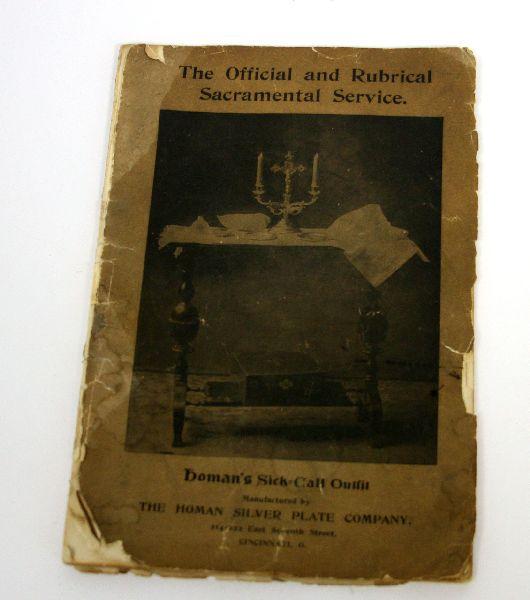 The Official and Rubrical
Sacramental Service.
Homan's Sick-Call Outfit
Manufactured by
THE HOMAN SILVER PLATE COMPANY,
East Seventh Street,
CINCINNATI, O.